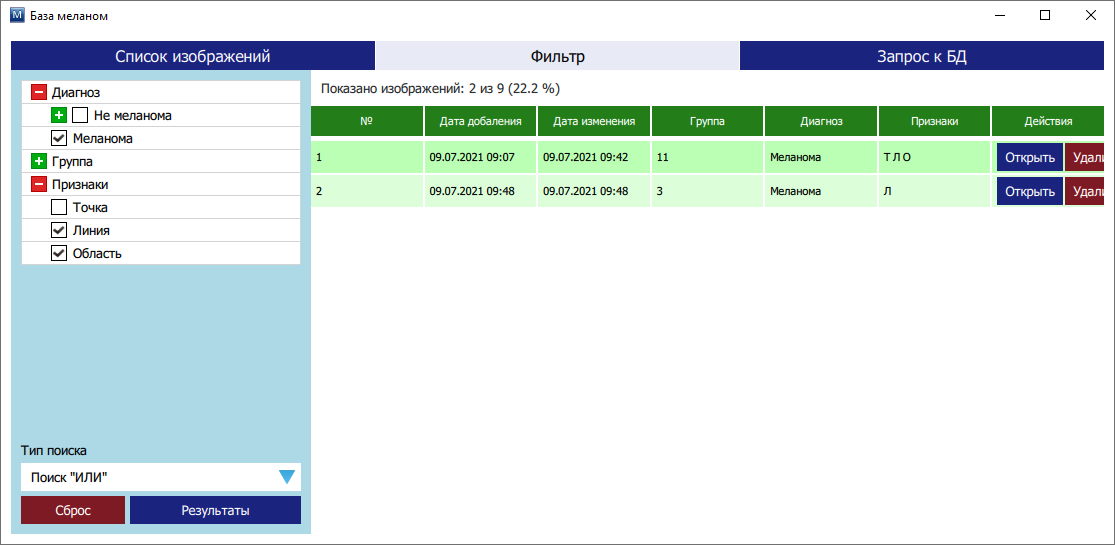 База меланом
Список изображений Фильтр Запрос к БД
Диагноз
Не меланома
Меланома
Группа
Признаки
Точка
Линия
Область
Тип поиска
Поиск "ИЛИ"
Сброс Результаты
Показано изображений: 2 из 9 (22.2 %)
№ Дата добаления Дата изменения Группа Диагноз Признаки Действия
1 09.07.2021 09:07 09.07.2021 09:42 11 Меланома Т Л О Открыть Удали
2 09.07.2021 09:48 09.07.2021 09:48 3 Меланома Л Открыть Удали